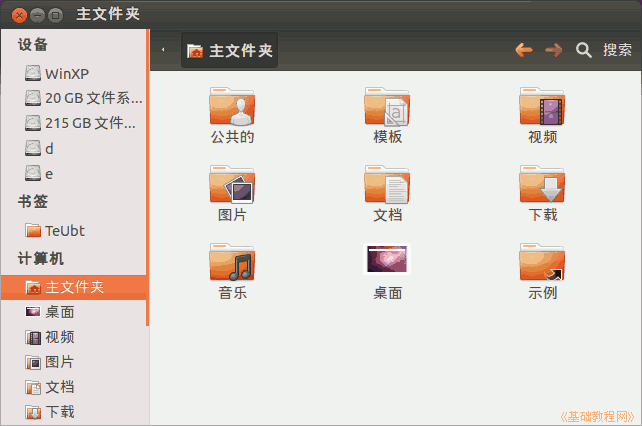 主文件夹
设备
WinXP
20 GB 文件系...
215 GB 文件...
d
e
书签
TeUbt
计算机
主文件夹
桌面
视频
图片
文档
下载
主文件夹
搜索
公共的
模板
视频
图片
文档
下载
音乐
桌面
示例
《基础教程网》